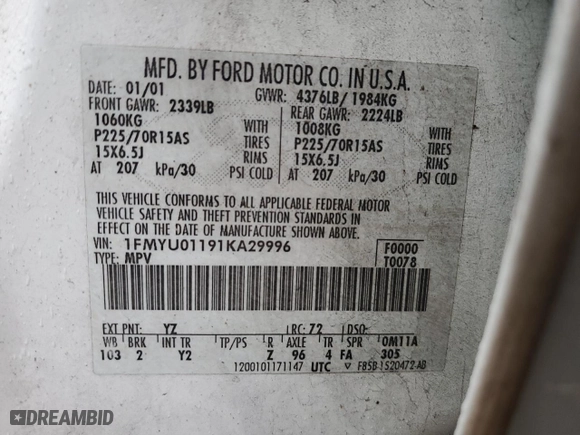 MFD. BY FORD MOTOR CO. IN U.S.A.
DATE: 01/01 GVWR: 4376LB/ 1984KG
FRONT GAWR: 2339LB REAR GAWR: 2224LB
1060KG WITH 1008KG WITH
P225/70R15AS TIRES P225/70R15AS TIRES
15X6.5J RIMS 15X6.5J RIMS
AT 207 kPa/30 PSI COLD AT 207 kPa/30 PSI COLD
THIS VEHICLE CONFORMS TO ALL APPLICABLE FEDERAL MOTOR
VEHICLE SAFETY AND THEFT PREVENTION STANDARDS IN
EFFECT ON THE DATE OF MANUFACTURE SHOWN ABOVE.
VIN: 1FMYU01191KA29996 F0000
TYPE: MPV T0078
EXT PNT: YZ RC: 72 DSO:
WB BRK INT TR TP/PS R AXLE TR SPR 0M11A
103 2 Y2 Z 96 4 FA 305
1200101171147 UTC ▽ F85B-1520472-AB
DREAMBID